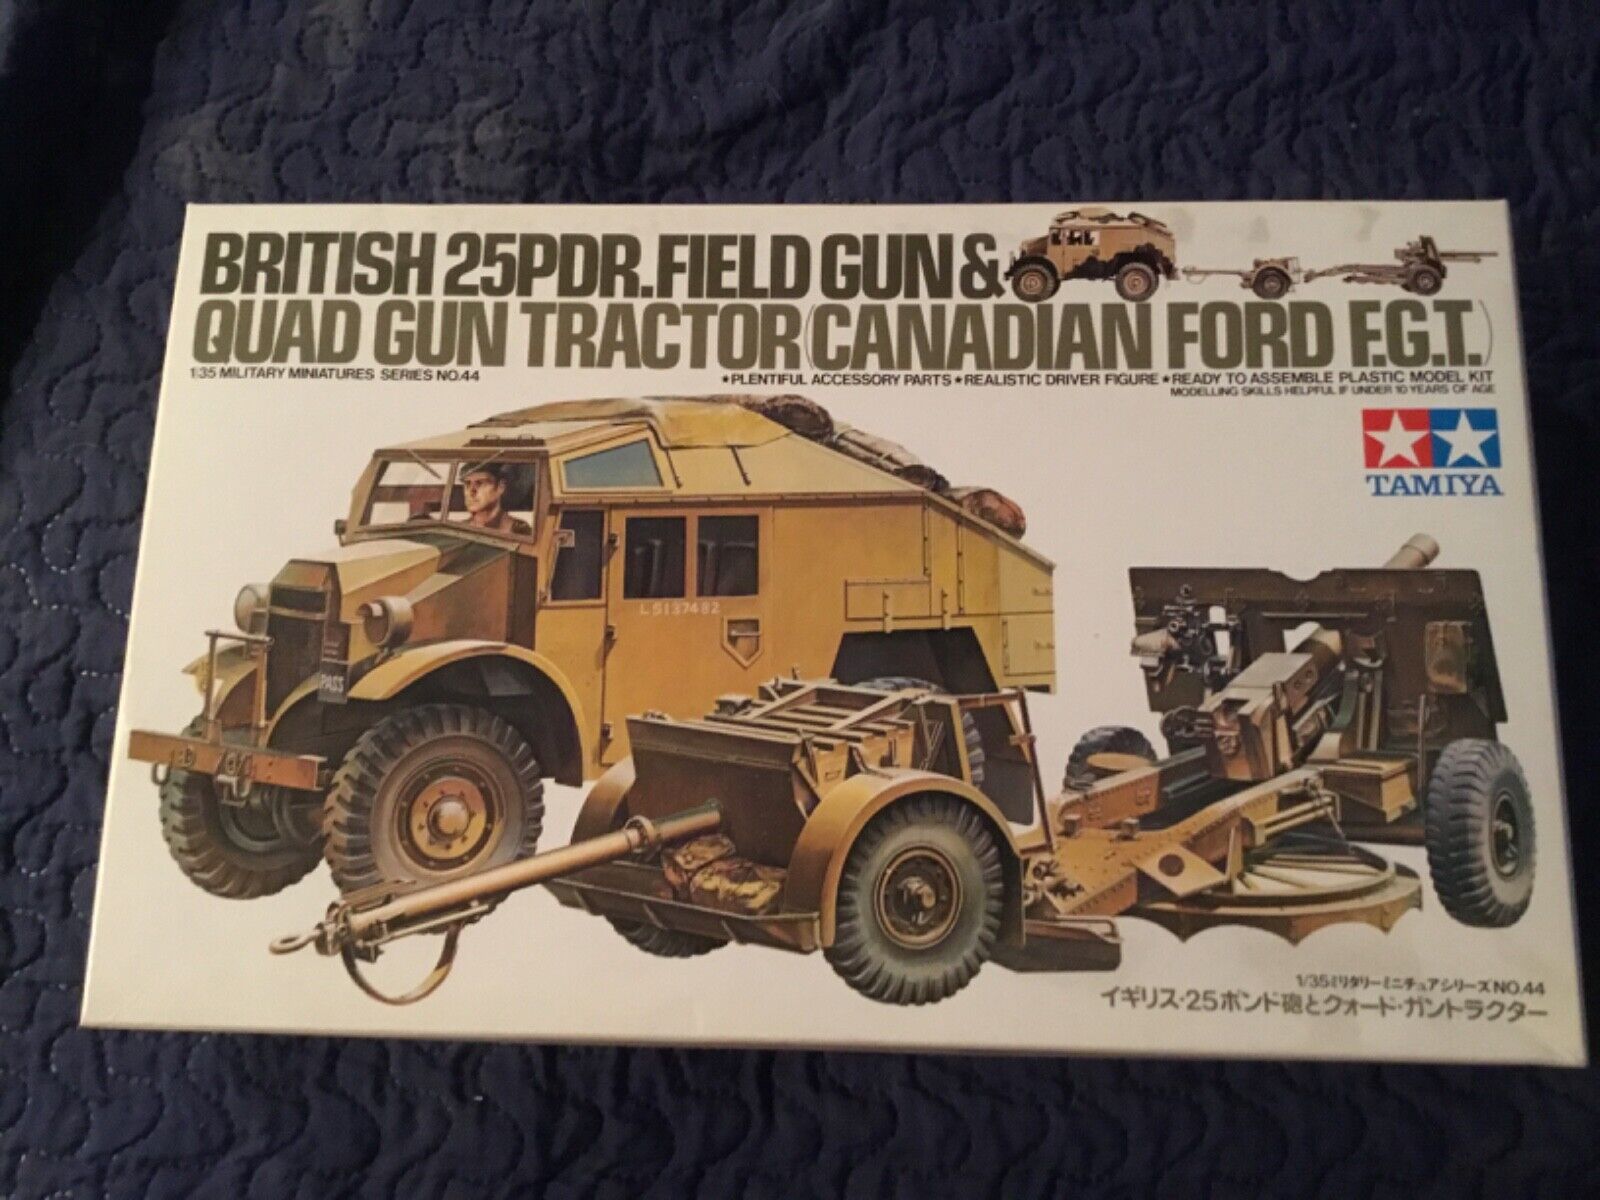 BRITISH 25PDR.FIELD GUN&
QUAD GUN TRACTOR(CANADIAN FORD F.G.T.)
1:35 MILITARY MINIATURES SERIES NO.44
★PLENTIFUL ACCESSORY PARTS★REALISTIC DRIVER FIGURE★READY TO ASSEMBLE PLASTIC MODEL KIT
MODELLING SKILLS HELPFUL IF UNDER 10 YEARS OF AGE
TAMIYA
L5137482
PASS
1/35ミリタリーミニチュアシリーズNO.44
イギリス・25ポンド砲とクォード・ガントラクター